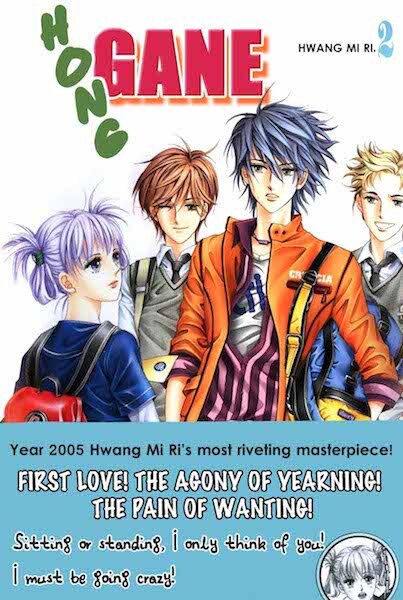 HONG
GANE
HWANG MI RI. 2
Year 2005 Hwang Mi Ri's most riveting masterpiece!
FIRST LOVE! THE AGONY OF YEARNING!
THE PAIN OF WANTING!
Sitting or standing, i only think of you!
i must be going crazy!